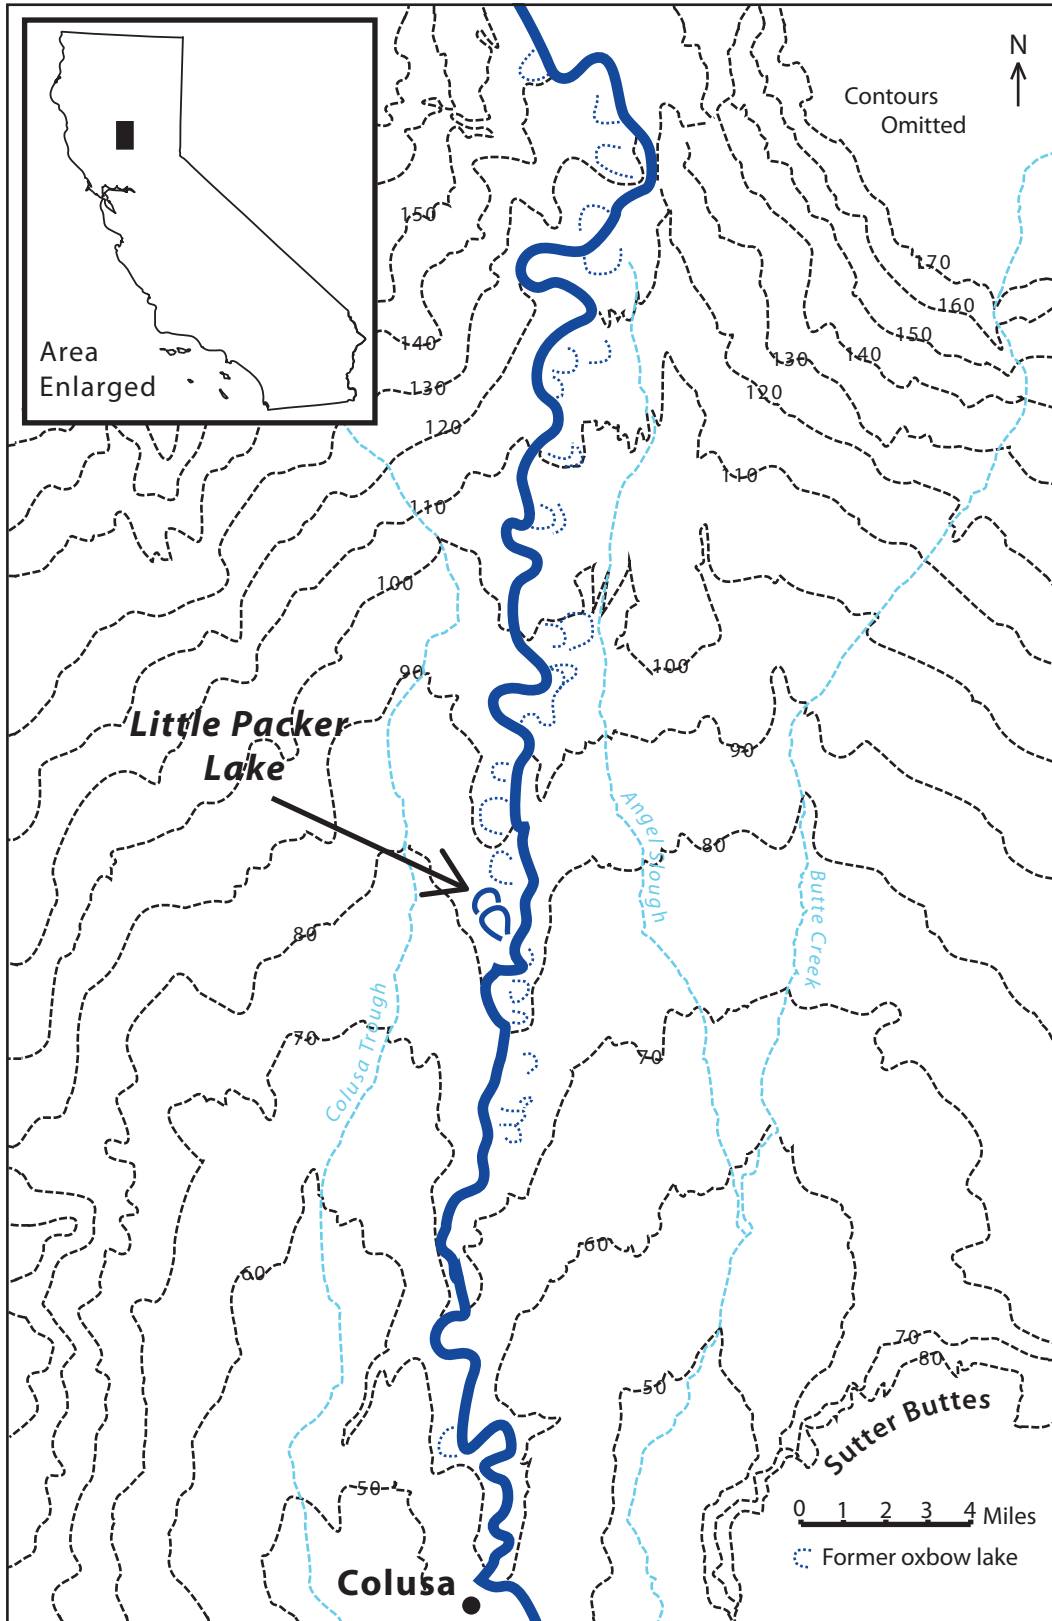 N
Contours
Omitted
Area
Enlarged
150
140
130
120
110
100
90
80
70
60
50
170
160
150
140
130
120
110
100
90
80
70
60
50
70
80
Little Packer
Lake
Angel Slough
Butte Creek
Colusa Trough
Sutter Buttes
0 1 2 3 4 Miles
Former oxbow lake
Colusa